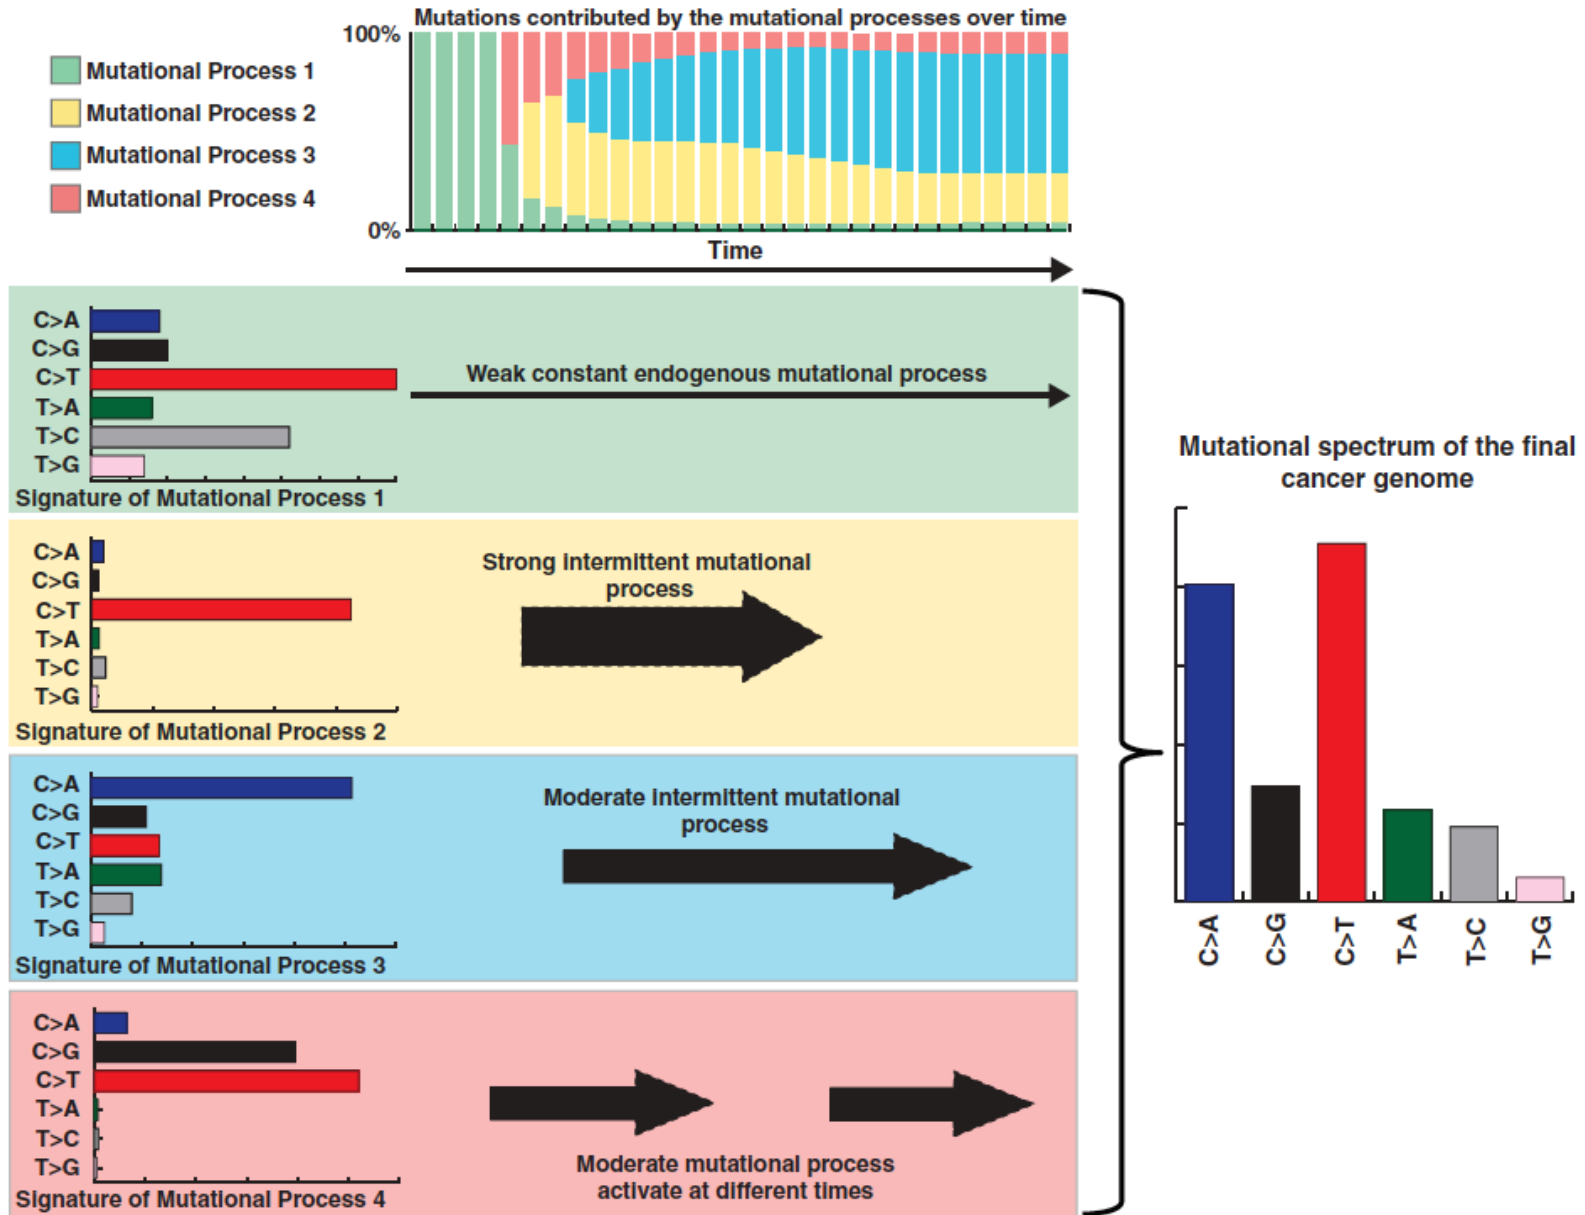 Mutations contributed by the mutational processes over time
100%
0%
Time
Mutational Process 1
Mutational Process 2
Mutational Process 3
Mutational Process 4
C>A
C>G
C>T
T>A
T>C
T>G
Signature of Mutational Process 1
Weak constant endogenous mutational process
C>A
C>G
C>T
T>A
T>C
T>G
Signature of Mutational Process 2
Strong intermittent mutational
process
C>A
C>G
C>T
T>A
T>C
T>G
Signature of Mutational Process 3
Moderate intermittent mutational
process
C>A
C>G
C>T
T>A
T>C
T>G
Signature of Mutational Process 4
Moderate mutational process
activate at different times
Mutational spectrum of the final
cancer genome
C>A
C>G
C>T
T>A
T>C
T>G